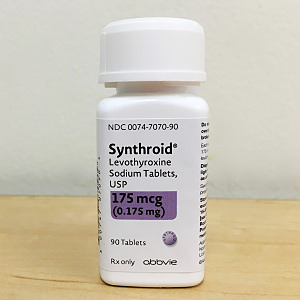 NDC 0074-7070-90
Synthroid®
Levothyroxine
Sodium Tablets,
USP
175 mcg
(0.175 mg)
90 Tablets
Rx only abbvie